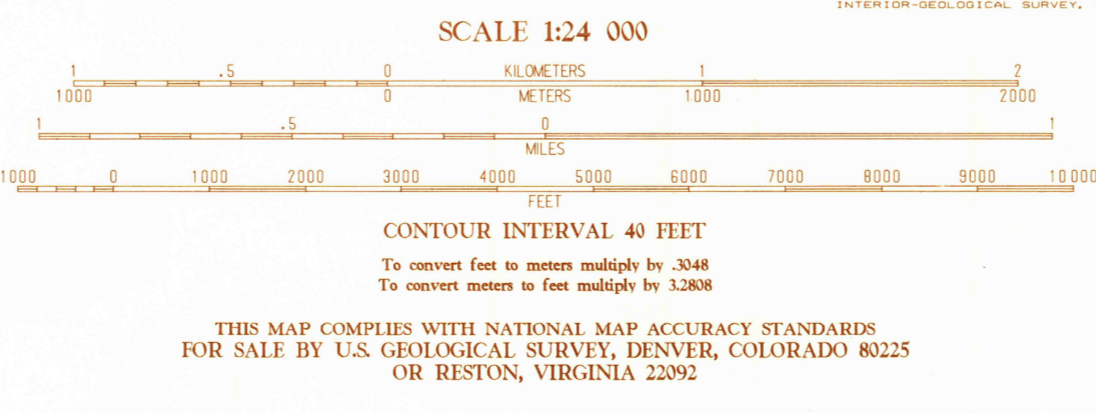 INTERIOR-GEOLOGICAL SURVEY,
SCALE 1:24 000
1 .5 0 KILOMETERS 1 2
1000 0 METERS 1000 2000
1 .5 0 1
MILES
1000 0 1000 2000 3000 4000 5000 6000 7000 8000 9000 10 000
FEET
CONTOUR INTERVAL 40 FEET
To convert feet to meters multiply by .3048
To convert meters to feet multiply by 3.2808
THIS MAP COMPLIES WITH NATIONAL MAP ACCURACY STANDARDS
FOR SALE BY U.S. GEOLOGICAL SURVEY, DENVER, COLORADO 80225
OR RESTON, VIRGINIA 22092